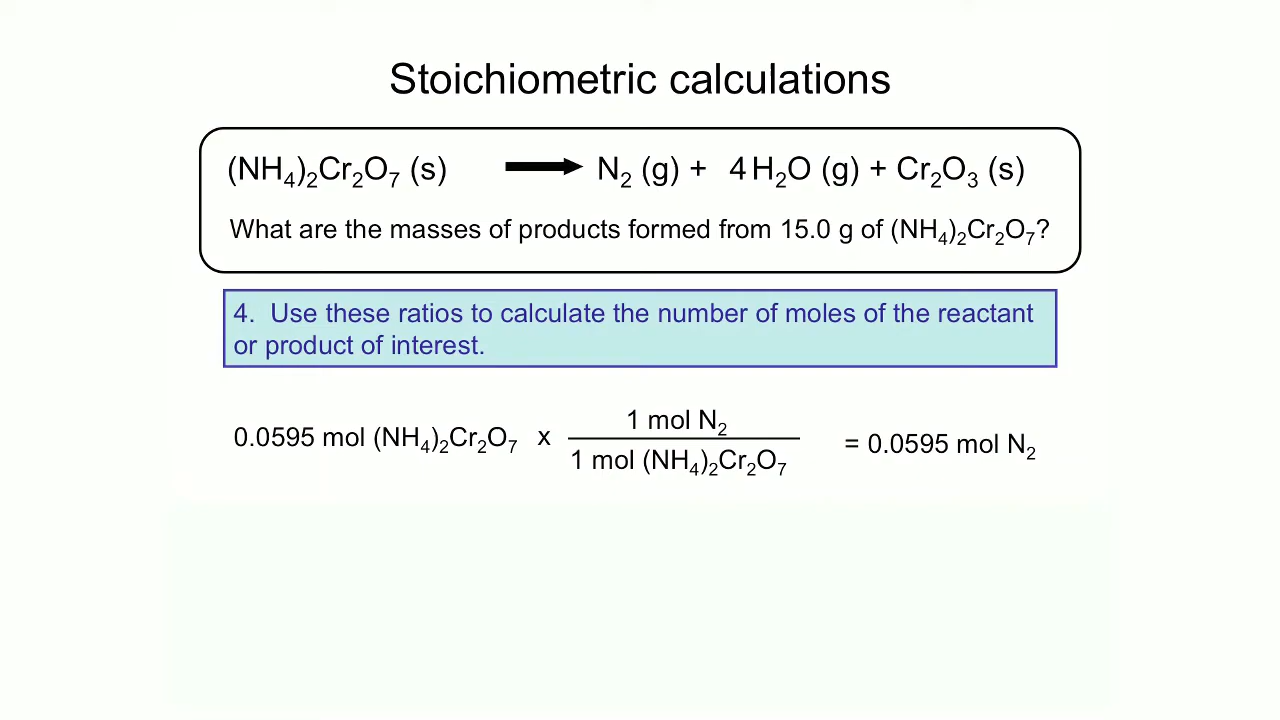 Stoichiometric calculations
(NH₄)₂Cr₂O₇ (s) → N₂ (g) + 4 H₂O (g) + Cr₂O₃ (s)
What are the masses of products formed from 15.0 g of (NH₄)₂Cr₂O₇?
4. Use these ratios to calculate the number of moles of the reactant
or product of interest.
1 mol N₂
0.0595 mol (NH₄)₂Cr₂O₇ x = 0.0595 mol N₂
1 mol (NH₄)₂Cr₂O₇